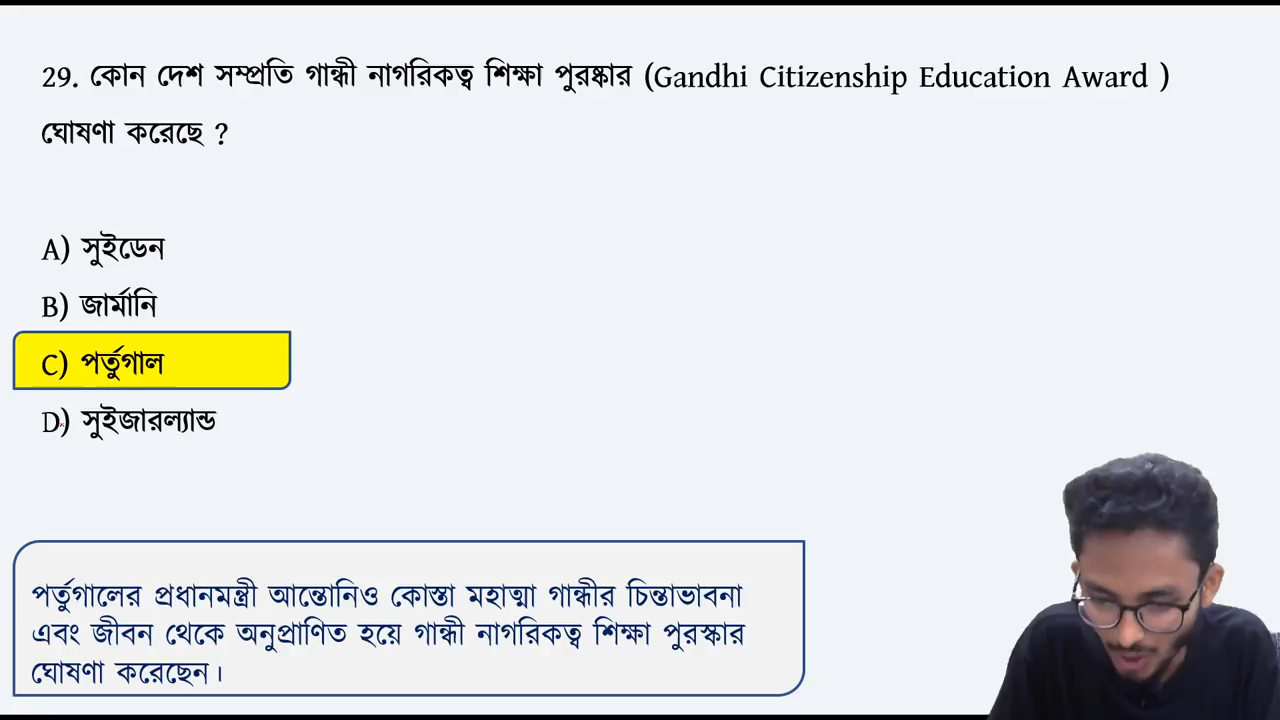 29. কোন দেশ সম্প্রতি গান্ধী নাগরিকত্ব শিক্ষা পুরষ্কার (Gandhi Citizenship Education Award )
ঘোষণা করেছে ?
A) সুইডেন
B) জার্মানি
C) পর্তুগাল
D) সুইজারল্যান্ড
পর্তুগালের প্রধানমন্ত্রী আন্তোনিও কোস্তা মহাত্মা গান্ধীর চিন্তাভাবনা
এবং জীবন থেকে অনুপ্রাণিত হয়ে গান্ধী নাগরিকত্ব শিক্ষা পুরস্কার
ঘোষণা করেছেন।